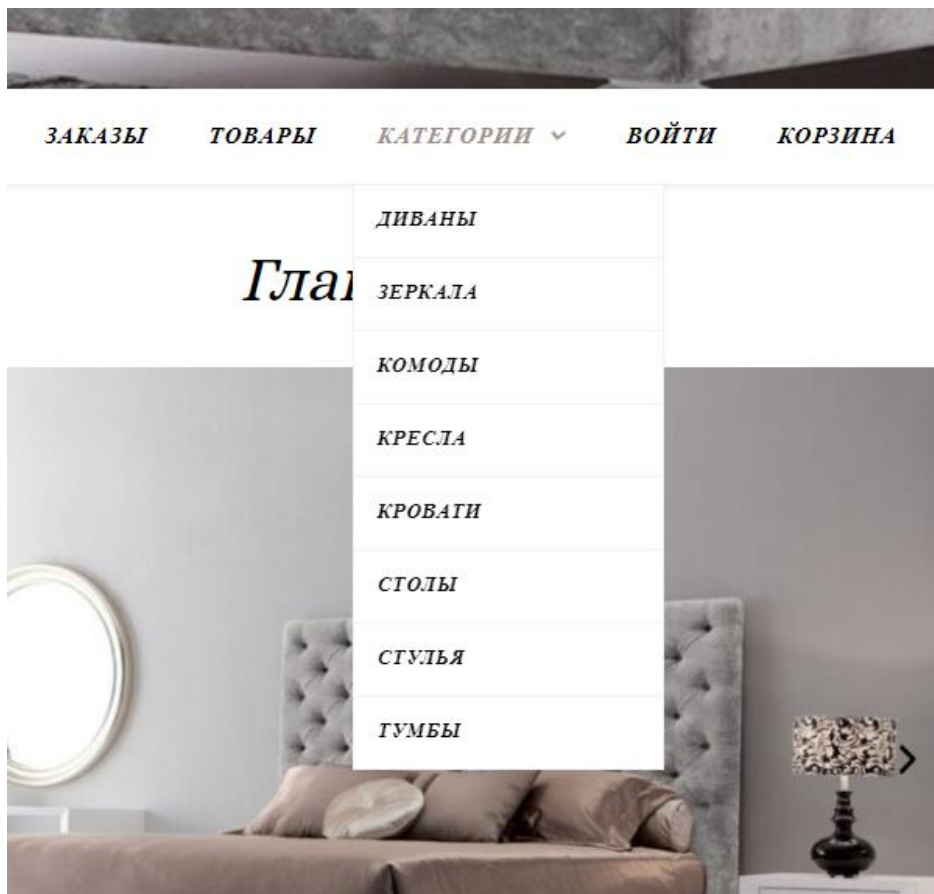 ЗАКАЗЫ ТОВАРЫ КАТЕГОРИИ ВОЙТИ КОРЗИНА
ДИВАНЫ
ЗЕРКАЛА
КОМОДЫ
КРЕСЛА
КРОВАТИ
СТОЛЫ
СТУЛЬЯ
ТУМБЫ